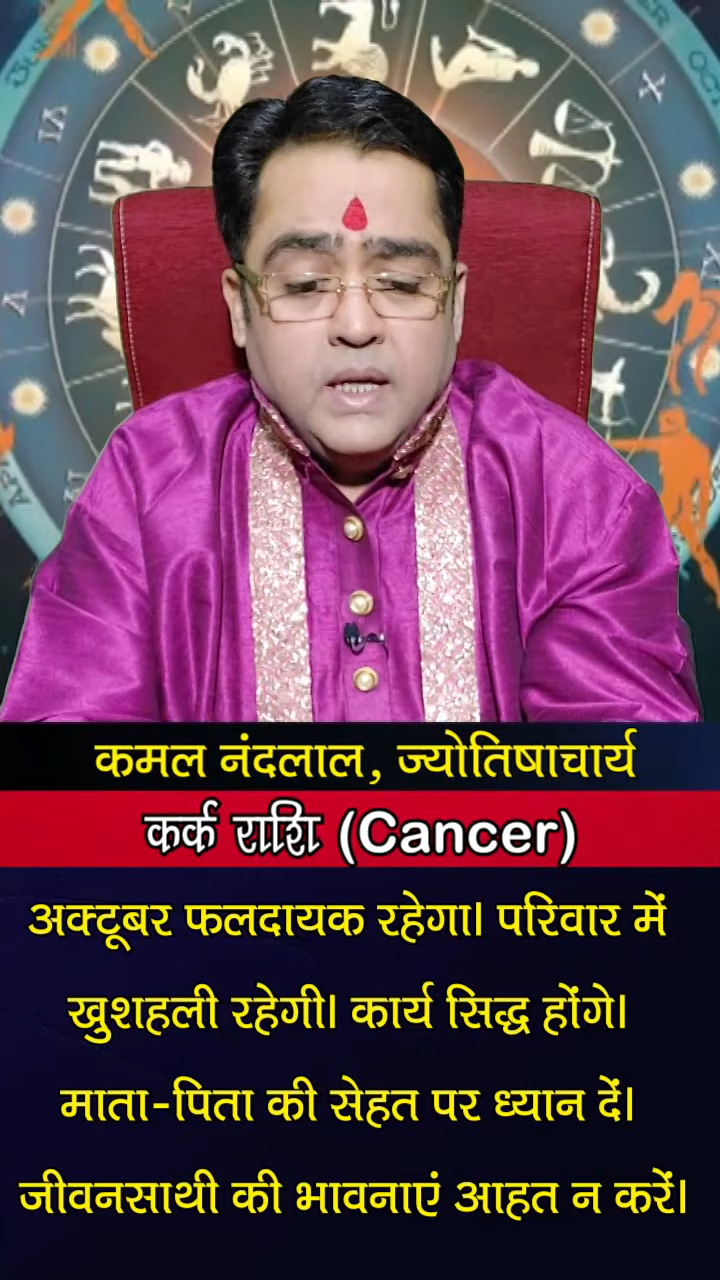 कमल नंदलाल, ज्योतिषाचार्य
कर्क राशि (Cancer)
अक्टूबर फलदायक रहेगा। परिवार में
खुशहली रहेगी। कार्य सिद्ध होंगे।
माता-पिता की सेहत पर ध्यान दें।
जीवनसाथी की भावनाएं आहत न करें।